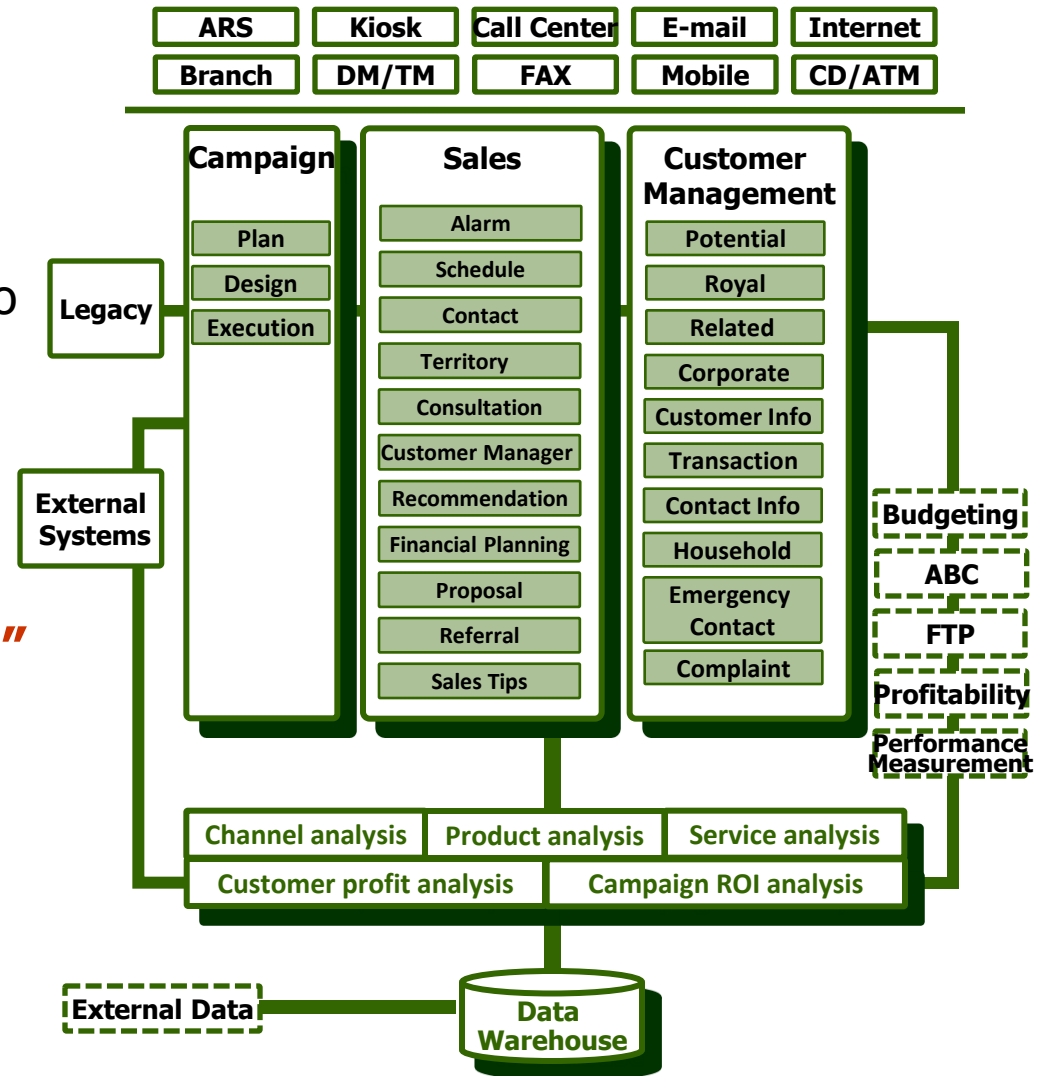 ARS
Kiosk
Call Center
E-mail
Internet
Branch
DM/TM
FAX
Mobile
CD/ATM
Campaign
Plan
Design
Execution
Sales
Alarm
Schedule
Contact
Territory
Consultation
Customer Manager
Recommendation
Financial Planning
Proposal
Referral
Sales Tips
Customer
Management
Potential
Royal
Related
Corporate
Customer Info
Transaction
Contact Info
Household
Emergency
Contact
Complaint
o
Legacy
External
Systems
"
Budgeting
ABC
FTP
Profitability
Performance
Measurement
Channel analysis
Product analysis
Service analysis
Customer profit analysis
Campaign ROI analysis
External Data
Data
Warehouse